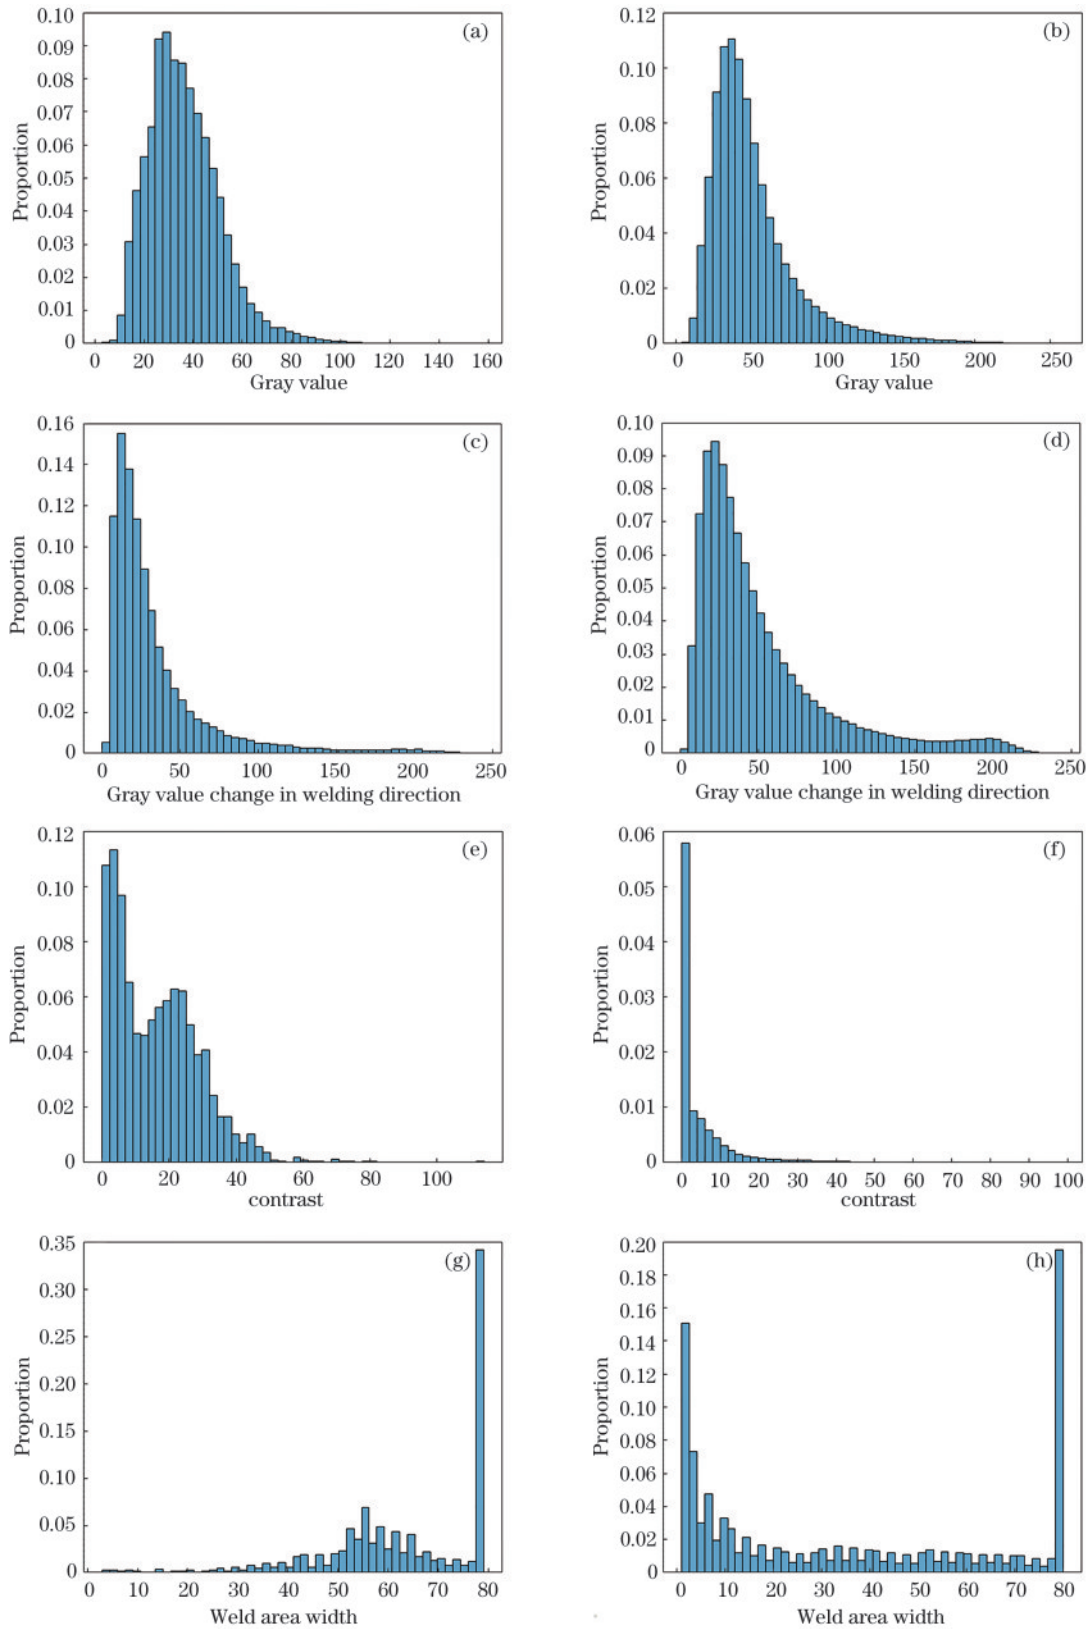 (a)
0.10
0.09
0.08
0.07
0.06
0.05
0.04
0.03
0.02
0.01
0
Proportion
0 20 40 60 80 100 120 140 160
Gray value
(b)
0.12
0.10
0.08
0.06
0.04
0.02
0
Proportion
0 50 100 150 200 250
Gray value
(c)
0.16
0.14
0.12
0.10
0.08
0.06
0.04
0.02
0
Proportion
0 50 100 150 200 250
Gray value change in welding direction
(d)
0.10
0.09
0.08
0.07
0.06
0.05
0.04
0.03
0.02
0.01
0
Proportion
0 50 100 150 200 250
Gray value change in welding direction
(e)
0.12
0.10
0.08
0.06
0.04
0.02
0
Proportion
0 20 40 60 80 100
contrast
(f)
0.06
0.05
0.04
0.03
0.02
0.01
0
Proportion
0 10 20 30 40 50 60 70 80 90 100
contrast
(g)
0.35
0.30
0.25
0.20
0.15
0.10
0.05
0
Proportion
0 10 20 30 40 50 60 70 80
Weld area width
(h)
0.20
0.18
0.16
0.14
0.12
0.10
0.08
0.06
0.04
0.02
0
Proportion
0 10 20 30 40 50 60 70 80
Weld area width